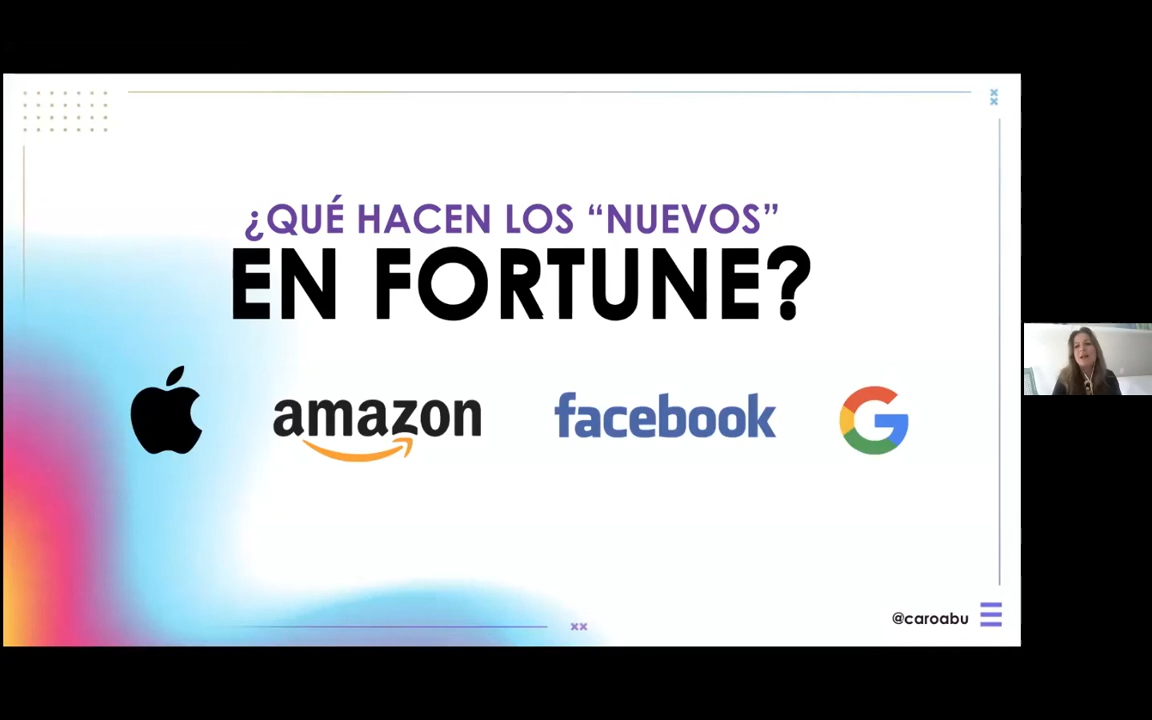 ¿QUÉ HACEN LOS “NUEVOS”
EN FORTUNE?
amazon
facebook
G
@caroabu